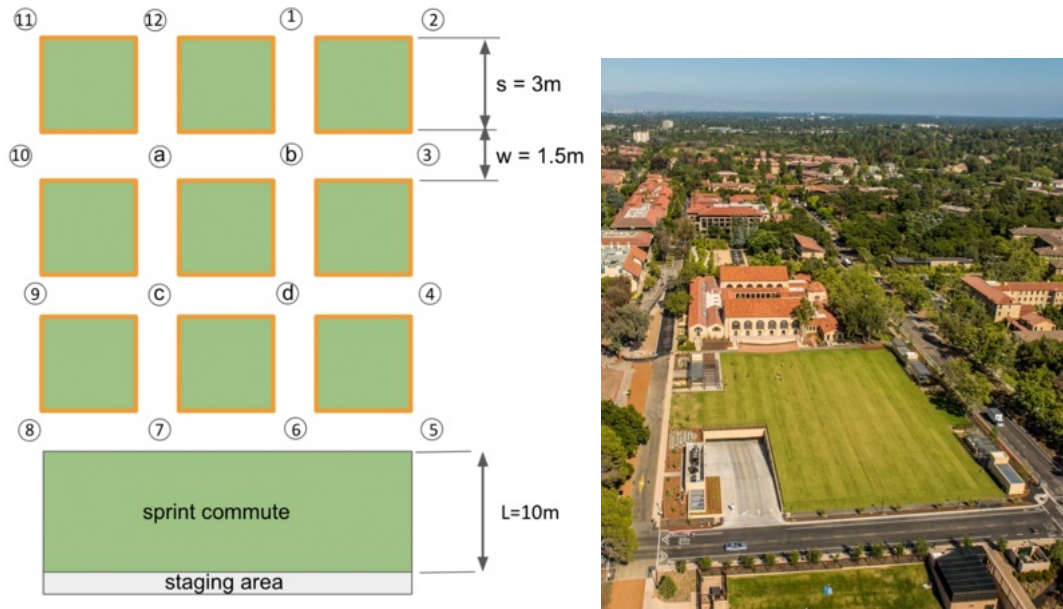 ⑪ ⑫ ① ②
s = 3m
w = 1.5m
⑩ ⓐ ⓑ ③
⑨ ⓒ ⓓ ④
⑧ ⑦ ⑥ ⑤
sprint commute
L=10m
staging area